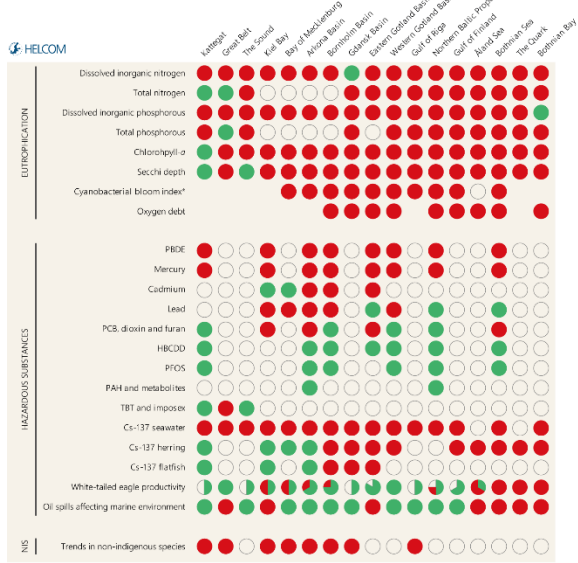 HELCOM
Kattegat
Great Belt
The Sound
Kiel Bay
Bay of Mecklenburg
Arkona Basin
Bornholm Basin
Gdansk Basin
Eastern Gotland Basin
Western Gotland Bas
Gulf of Riga
Northern Baltic Prope
Gulf of Finland
Åland Sea
Bothnian Sea
The Quark
Bothnian Bay
EUTROPHICATION
Dissolved inorganic nitrogen
Total nitrogen
Dissolved inorganic phosphorous
Total phosphorous
Chlorohpyll-a
Secchi depth
Cyanobacterial bloom index*
Oxygen debt
HAZARDOUS SUBSTANCES
PBDE
Mercury
Cadmium
Lead
PCB, dioxin and furan
HBCDD
PFOS
PAH and metabolites
TBT and imposex
Cs-137 seawater
Cs-137 herring
Cs-137 flatfish
White-tailed eagle productivity
Oil spills affecting marine environment
NIS
Trends in non-indigenous species